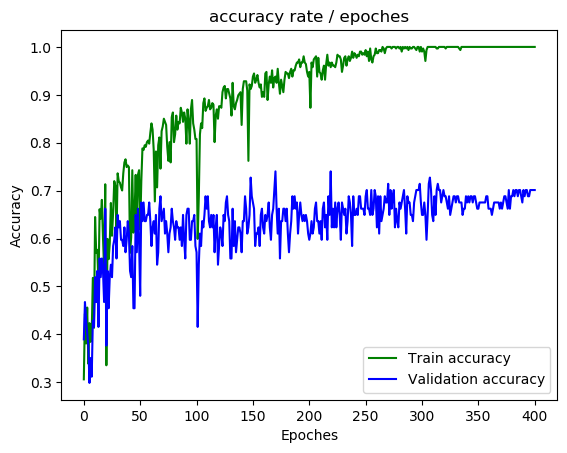 accuracy rate / epoches
1.0
0.9
0.8
0.7
0.6
0.5
0.4
0.3
Accuracy
Train accuracy
Validation accuracy
0 50 100 150 200 250 300 350 400
Epoches